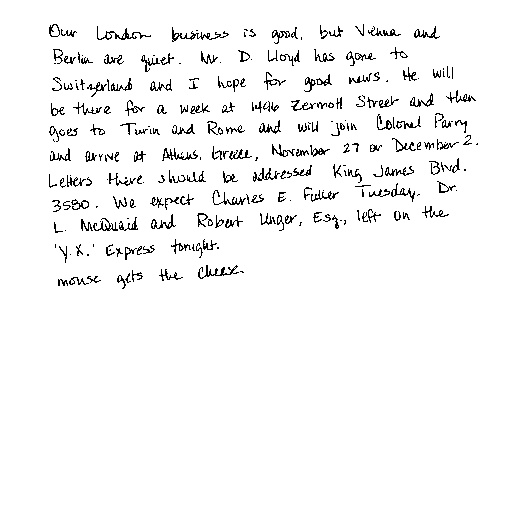 Our London business is good, but Vienna and
Berlin are quiet. Mr. D. Lloyd has gone to
Switzerland and I hope for good news. He will
be there for a week at 1496 Zermott Street and then
goes to Turin and Rome and will join Colonel Parry
and arrive at Athens, Greece, November 27 or December 2.
Letters there should be addressed King James Blvd.
3580. We expect Charles E. Fuller Tuesday. Dr.
L. McQuaid and Robert Unger, Esq., left on the
'Y.X.' Express tonight.
mouse gets the cheese.